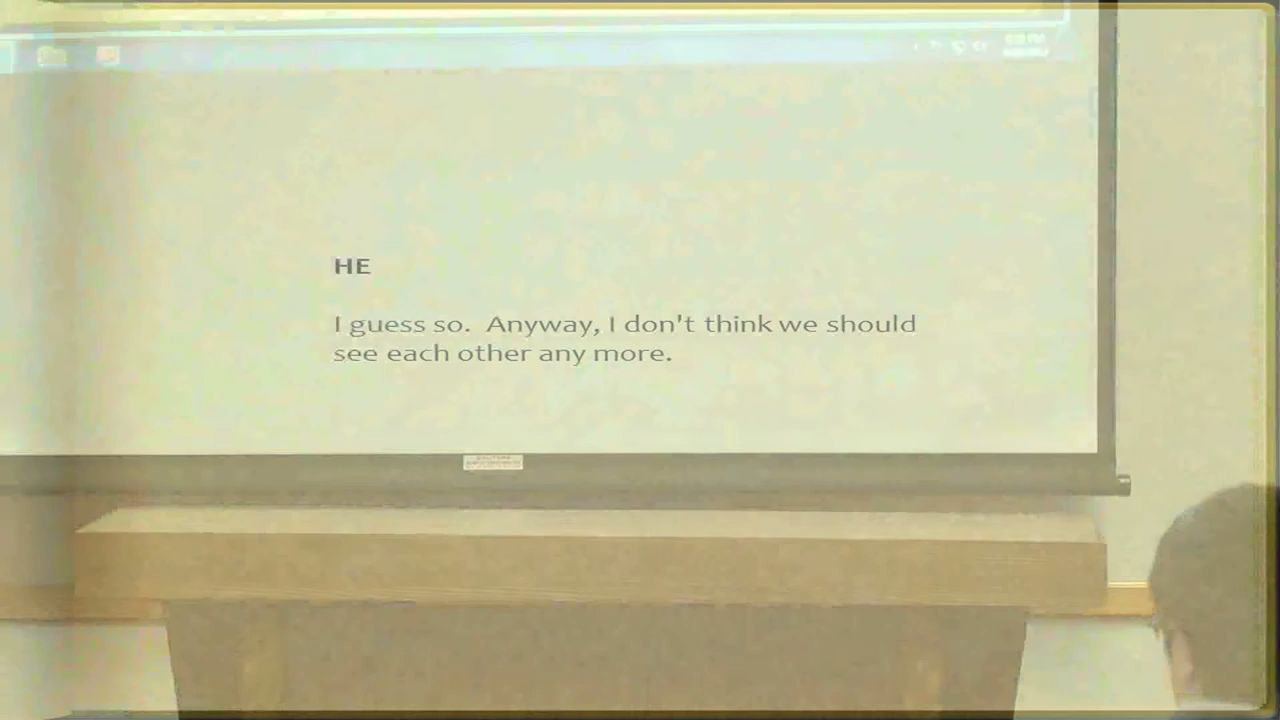 HE
I guess so.  Anyway, I don't think we should
see each other any more.